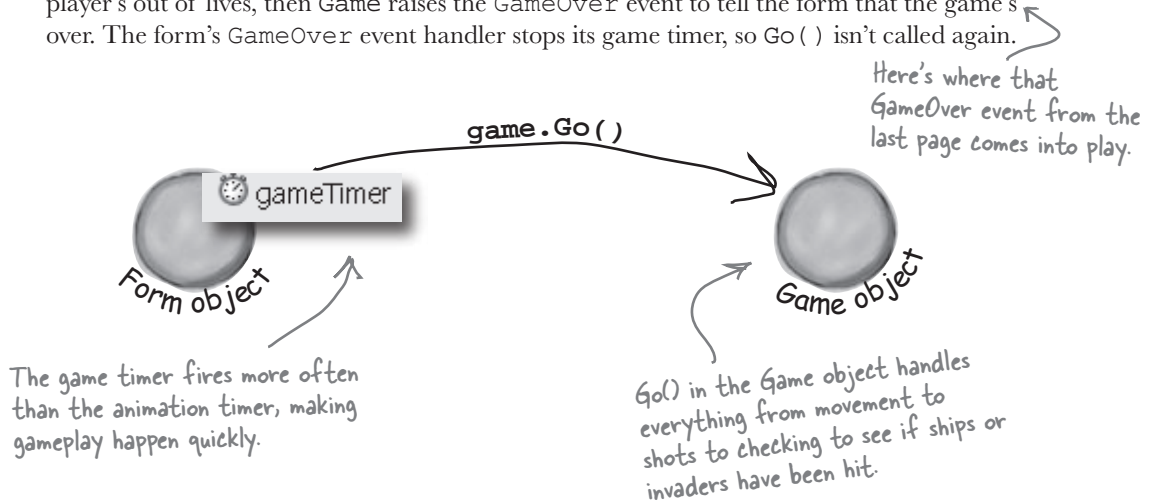 player's out of lives, then Game raises the GameOver event to tell the form that the game's
over. The form's GameOver event handler stops its game timer, so Go() isn't called again.
Here's where that
GameOver event from the
last page comes into play.
game.Go()
gameTimer
Form object
Game object
The game timer fires more often
than the animation timer, making
gameplay happen quickly.
Go() in the Game object handles
everything from movement to
shots to checking to see if ships or
invaders have been hit.